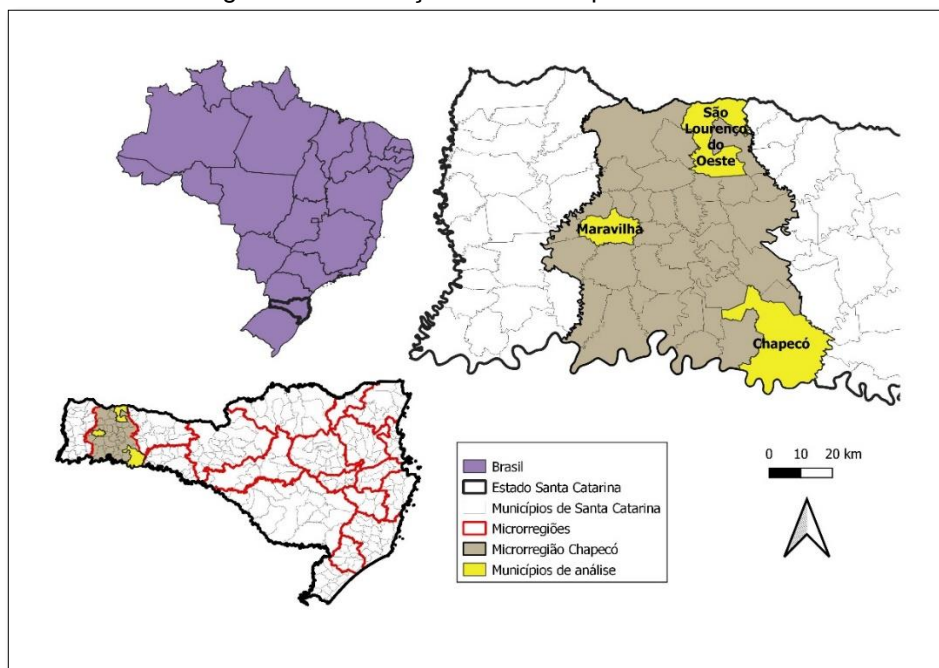 São
Lourenço
do
Oeste
Maravilha
Chapecó
Brasil
Estado Santa Catarina
Municípios de Santa Catarina
Microrregiões
Microrregião Chapecó
Municípios de análise
0 10 20 km